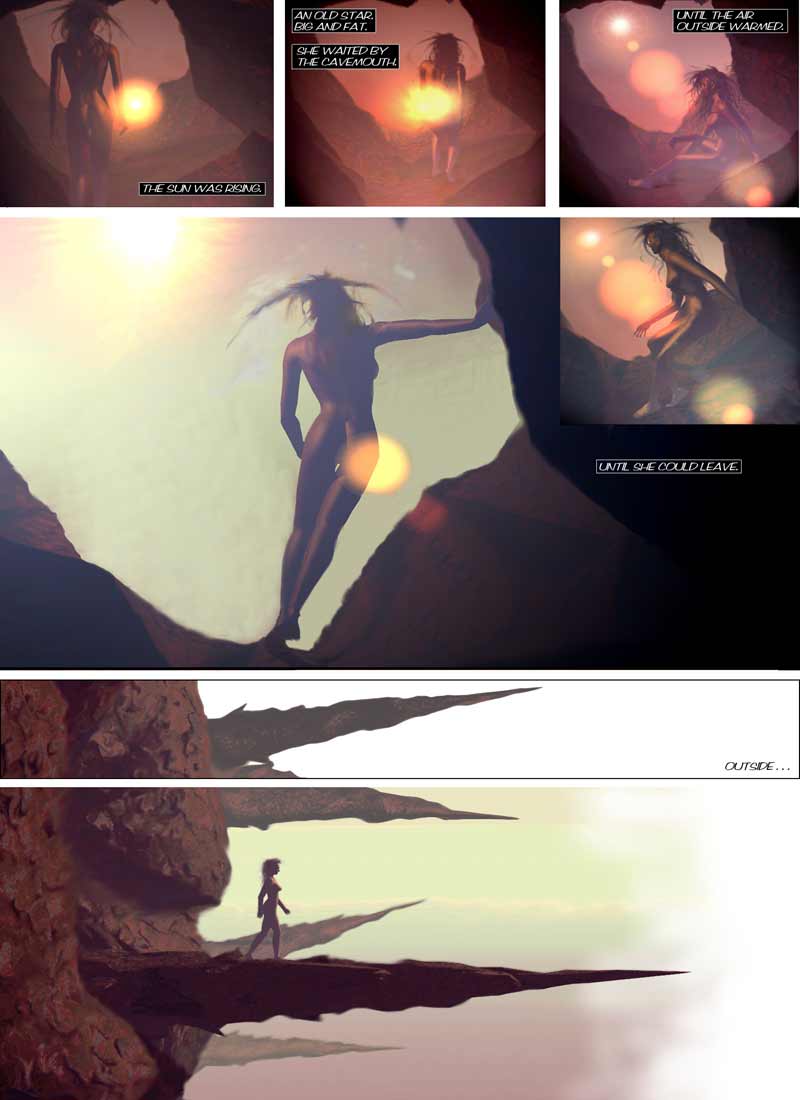 THE SUN WAS RISING.
AN OLD STAR.
BIG AND FAT.
SHE WAITED BY
THE CAVEMOUTH.
UNTIL THE AIR
OUTSIDE WARMED.
UNTIL SHE COULD LEAVE.
OUTSIDE . . .